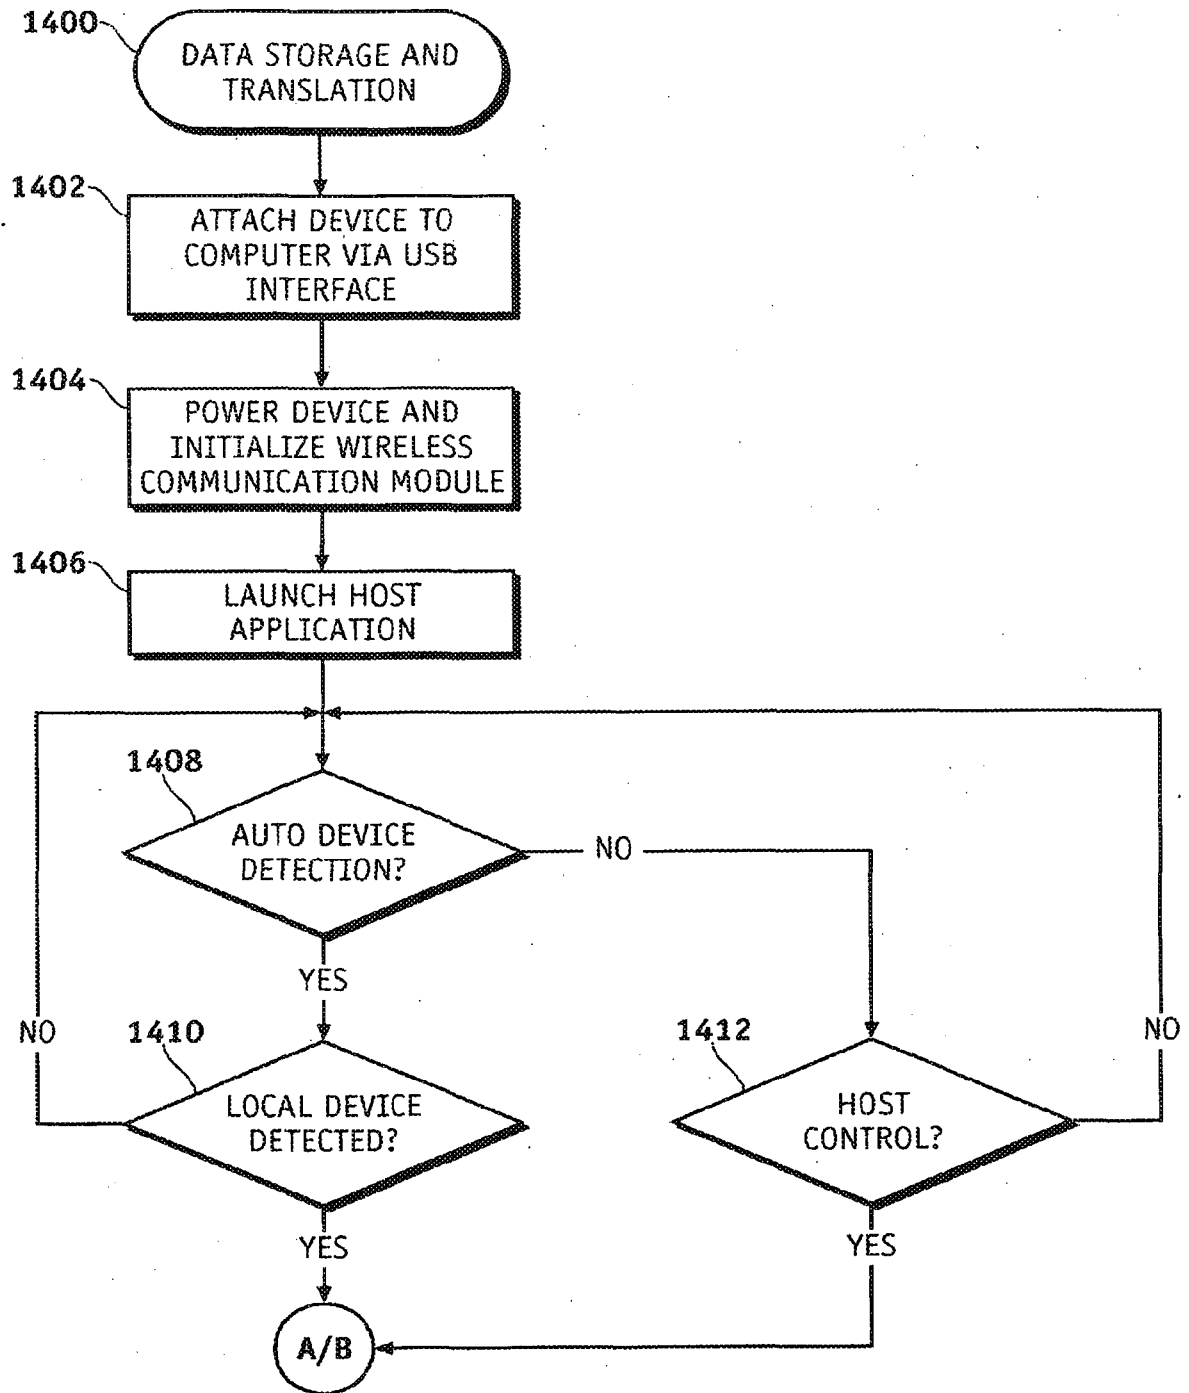 1400
DATA STORAGE AND
TRANSLATION
1402
ATTACH DEVICE TO
COMPUTER VIA USB
INTERFACE
1404
POWER DEVICE AND
INITIALIZE WIRELESS
COMMUNICATION MODULE
1406
LAUNCH HOST
APPLICATION
1408
AUTO DEVICE
DETECTION?
NO
YES
NO
1410
LOCAL DEVICE
DETECTED?
1412
HOST
CONTROL?
NO
YES
YES
A/B